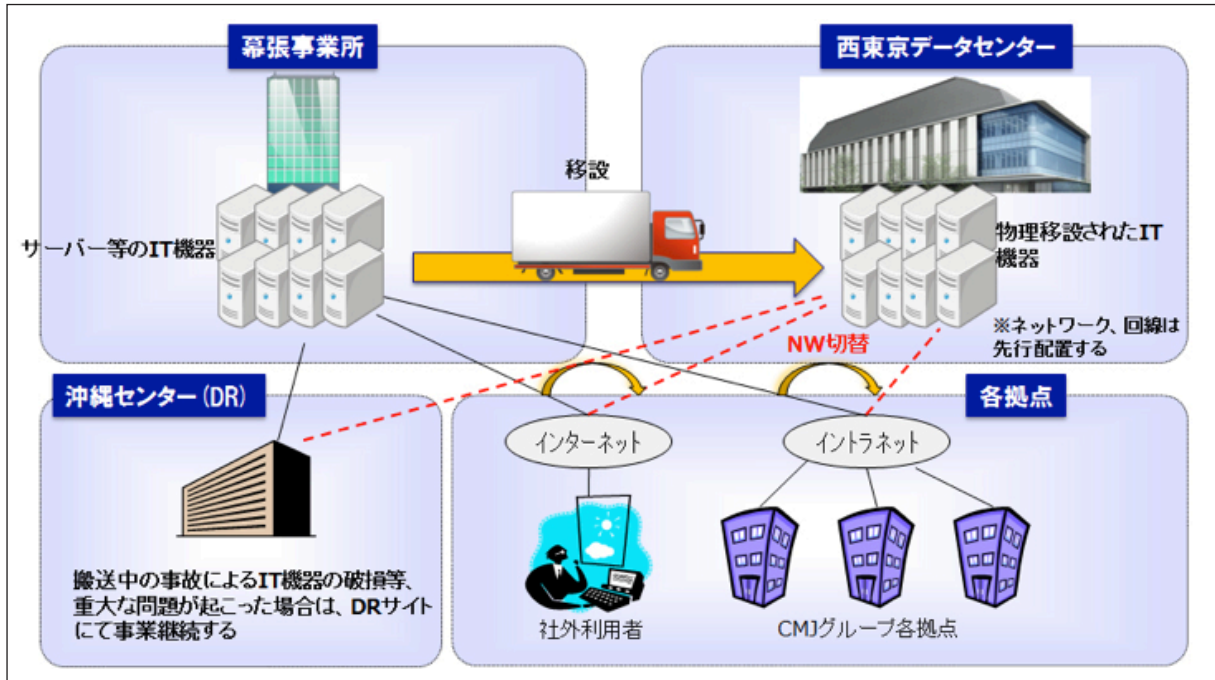 幕張事業所
西東京データセンター
移設
サーバー等のIT機器
物理移設されたIT
機器
※ネットワーク、回線は
先行配置する
NW切替
沖縄センター(DR)
各拠点
インターネット
イントラネット
搬送中の事故によるIT機器の破損等、
重大な問題が起こった場合は、DRサイト
にて事業継続する
社外利用者
CMJグループ各拠点